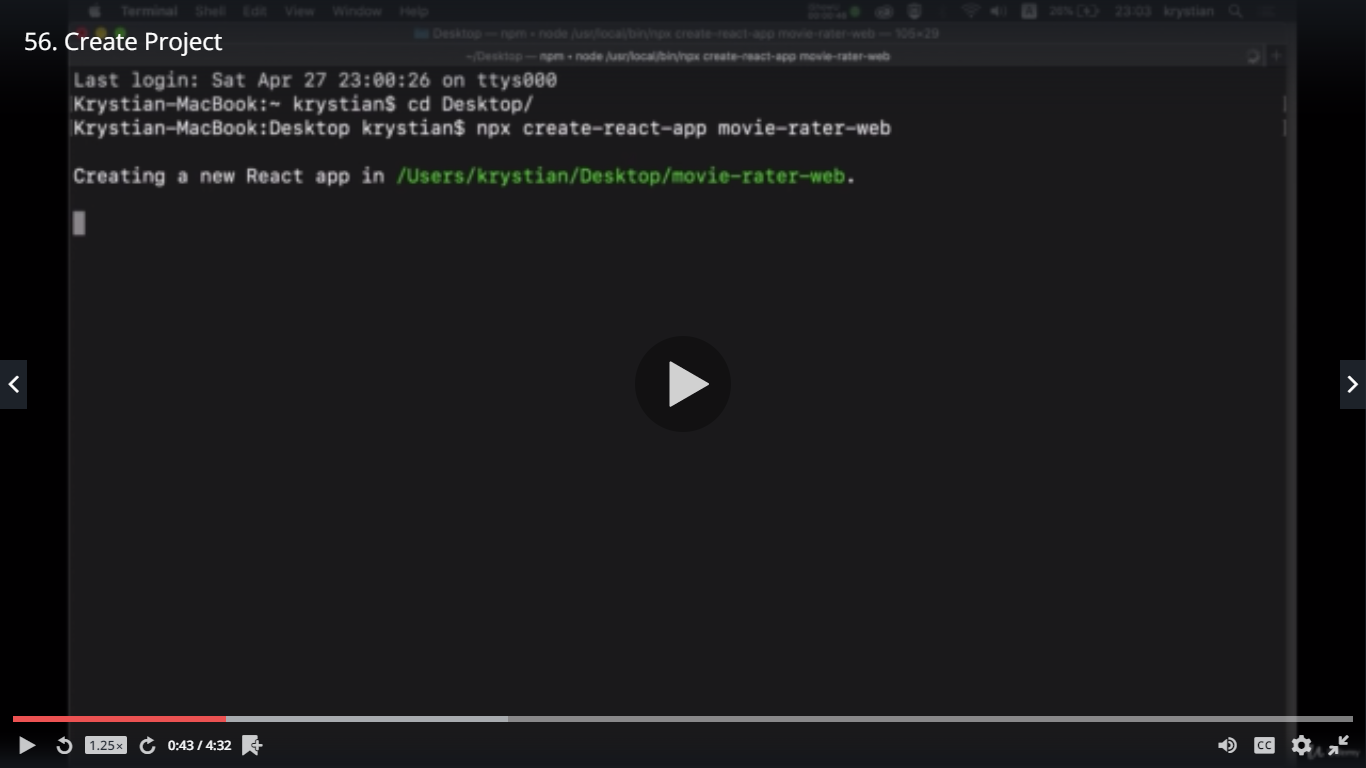 Terminal Shell Edit View Window Help 26% 23:03 krystian
56. Create Project
Desktop — npm • node /usr/local/bin/npx create-react-app movie-rater-web — 105×29
~/Desktop — npm • node /usr/local/bin/npx create-react-app movie-rater-web
Last login: Sat Apr 27 23:00:26 on ttys000
Krystian-MacBook:~ krystian$ cd Desktop/
Krystian-MacBook:Desktop krystian$ npx create-react-app movie-rater-web
Creating a new React app in /Users/krystian/Desktop/movie-rater-web.
1.25× 0:43 / 4:32 CC